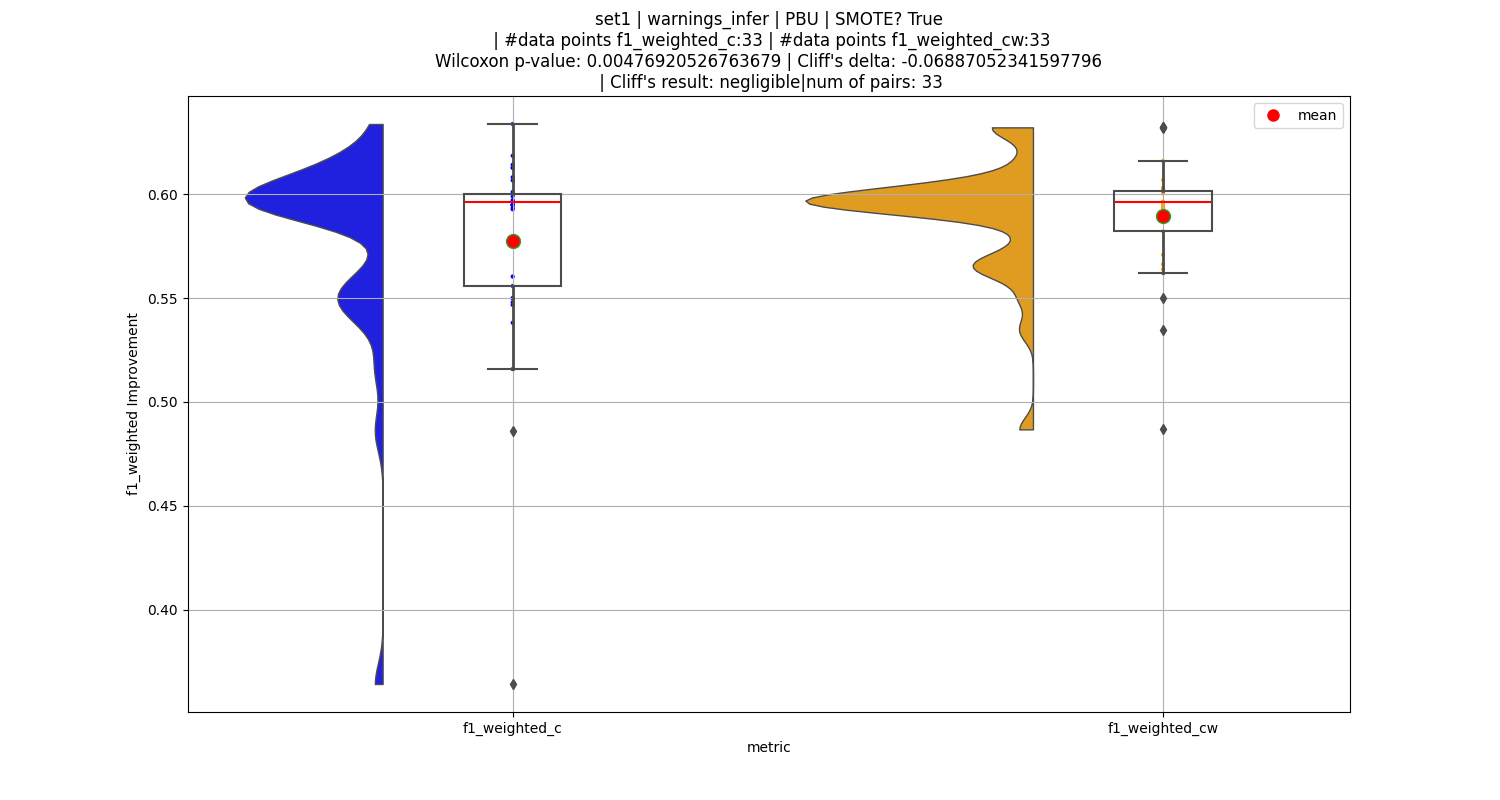 set1 | warnings_infer | PBU | SMOTE? True
| #data points f1_weighted_c:33 | #data points f1_weighted_cw:33
Wilcoxon p-value: 0.00476920526763679 | Cliff's delta: -0.06887052341597796
| Cliff's result: negligible|num of pairs: 33
mean
0.60
0.55
0.50
0.45
0.40
f1_weighted Improvement
f1_weighted_c
f1_weighted_cw
metric